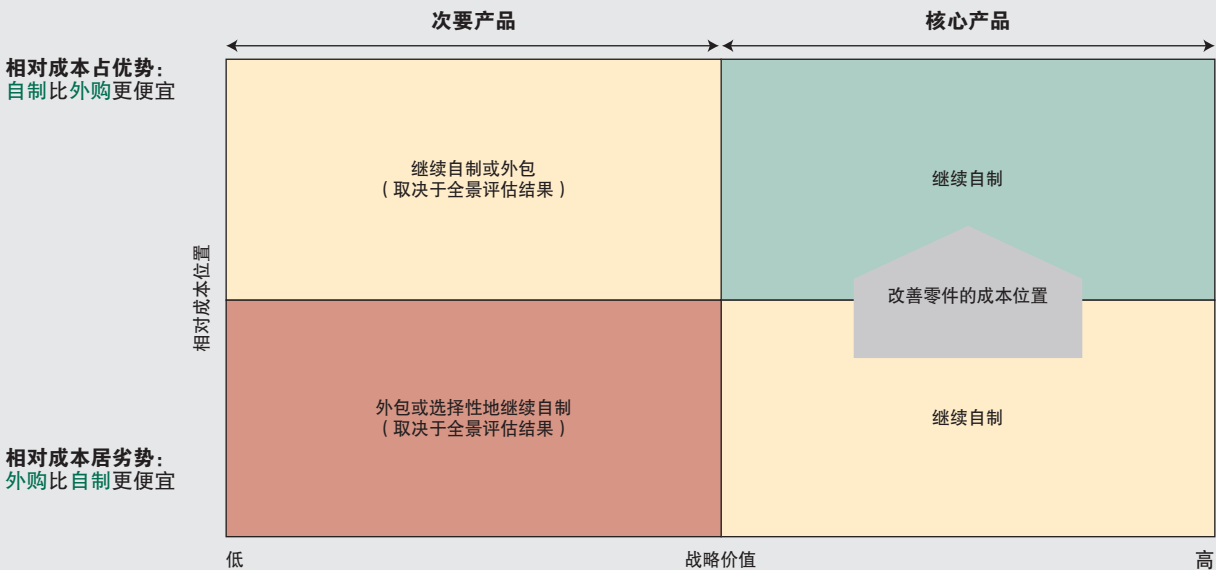 次要产品
核心产品
相对成本占优势：
自制比外购更便宜
继续自制或外包
（取决于全景评估结果）
继续自制
相对成本位置
改善零件的成本位置
外包或选择性地继续自制
（取决于全景评估结果）
继续自制
相对成本居劣势：
外购比自制更便宜
低
战略价值
高